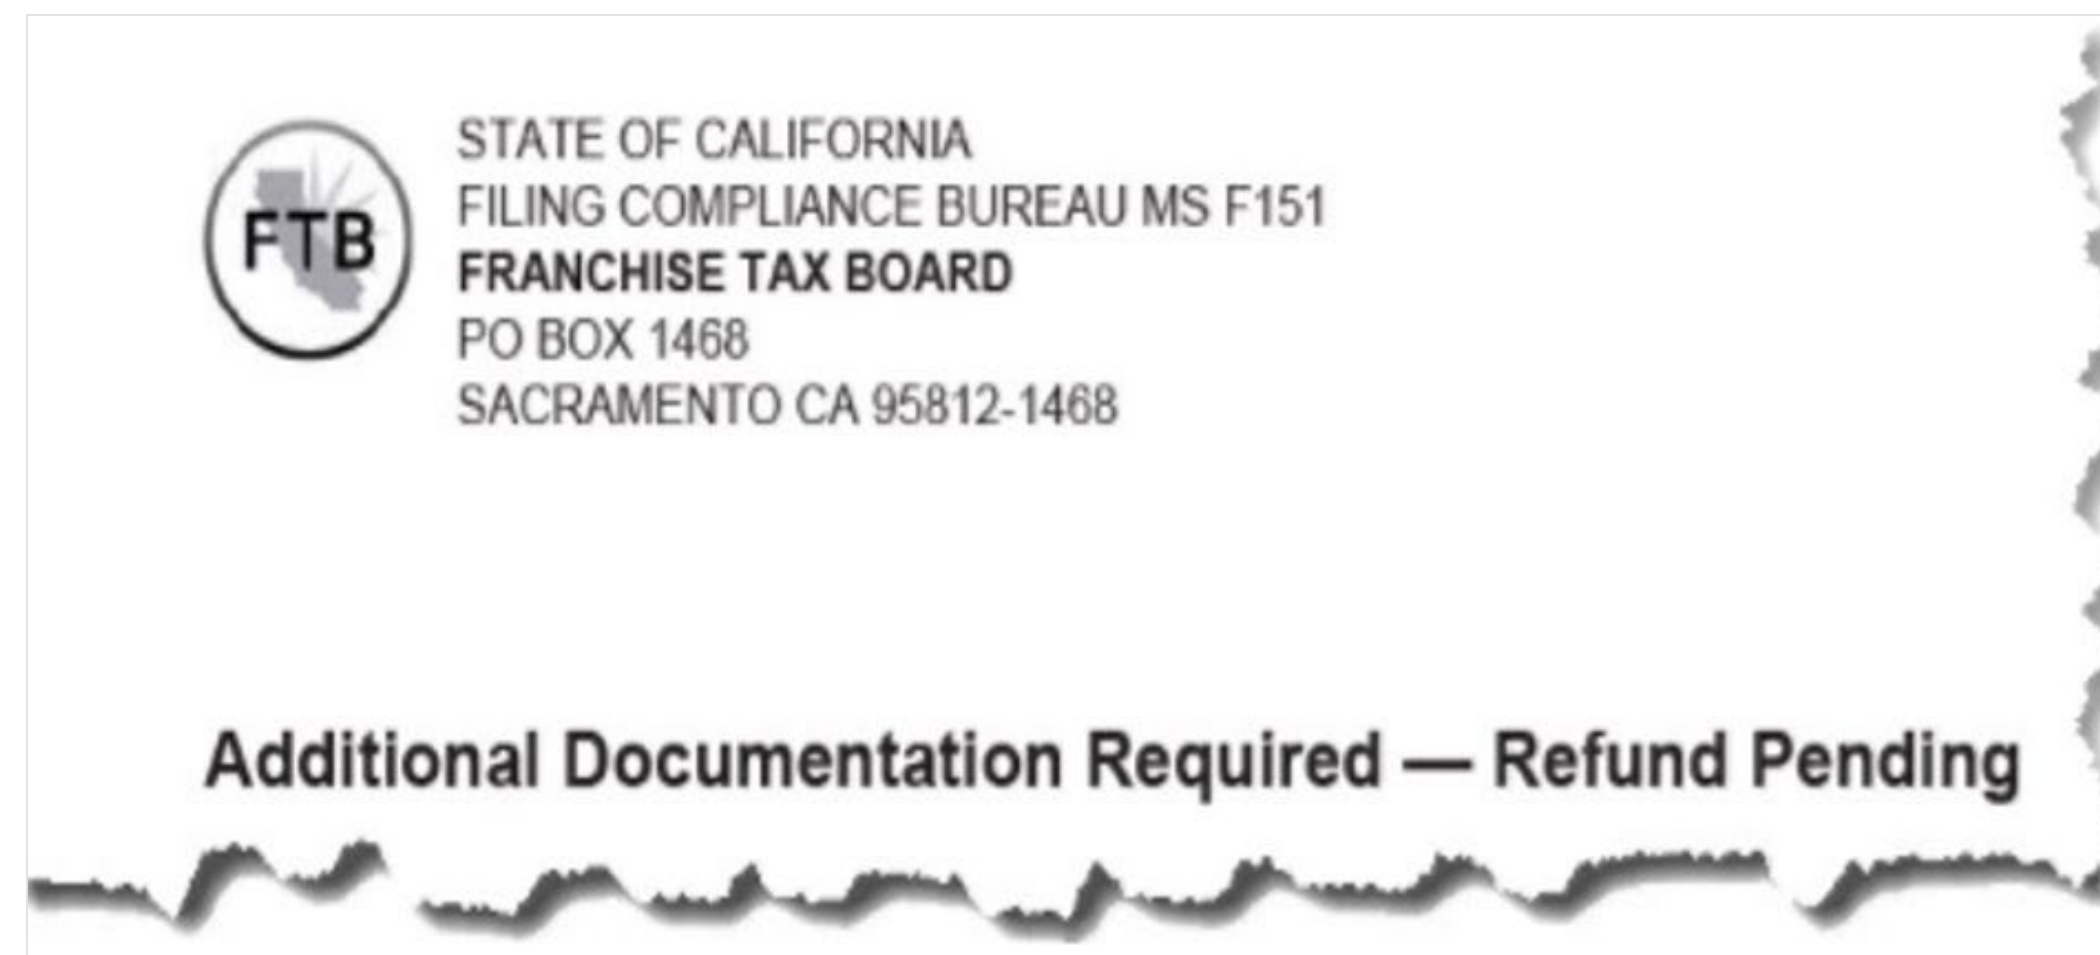 FTB
STATE OF CALIFORNIA
FILING COMPLIANCE BUREAU MS F151
FRANCHISE TAX BOARD
PO BOX 1468
SACRAMENTO CA 95812-1468
Additional Documentation Required — Refund Pending